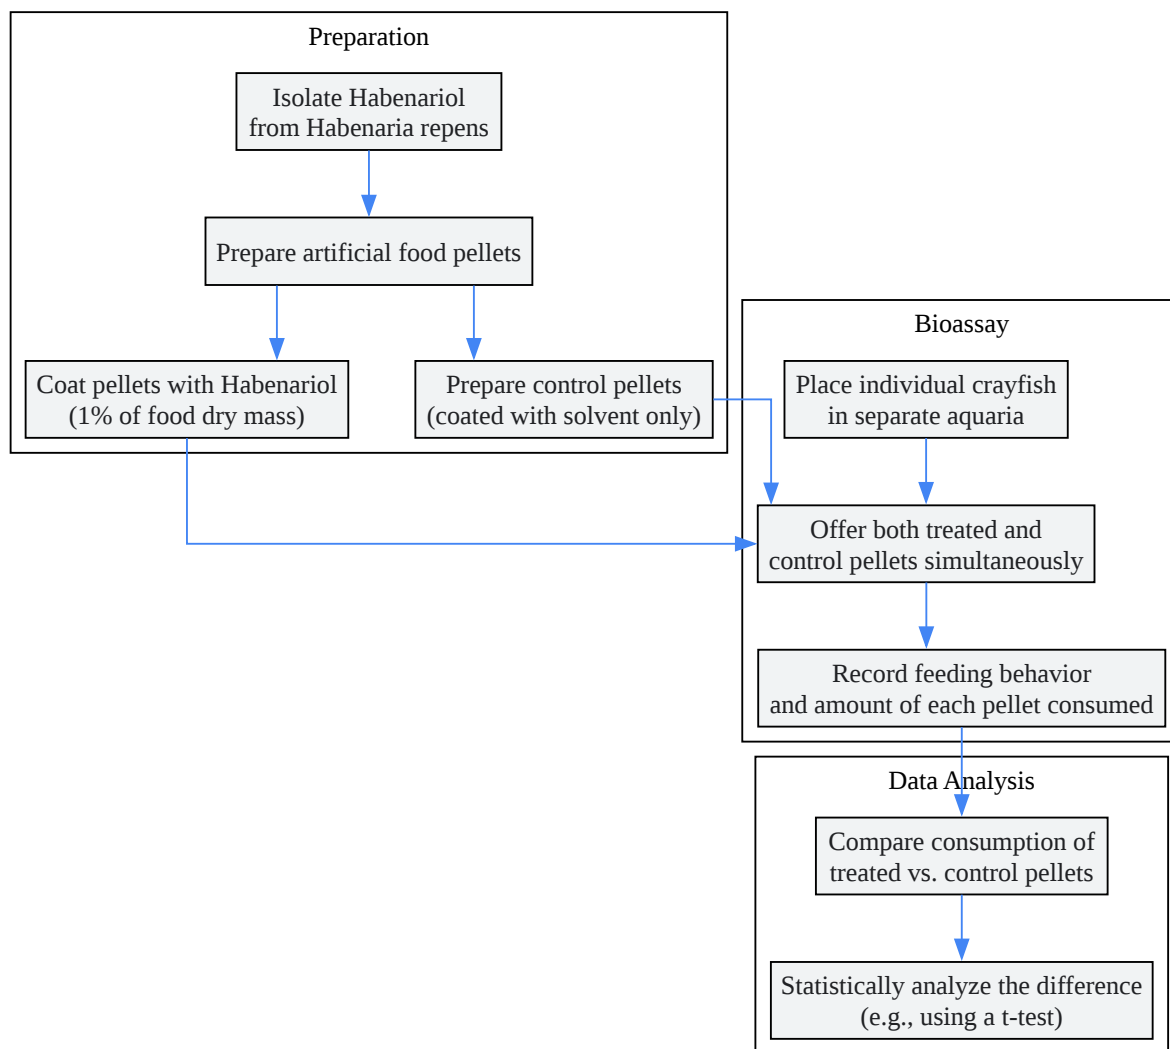 Preparation
Isolate Habenariol
from Habenaria repens
Prepare artificial food pellets
Coat pellets with Habenariol
(1% of food dry mass)
Prepare control pellets
(coated with solvent only)
Bioassay
Place individual crayfish
in separate aquaria
Offer both treated and
control pellets simultaneously
Record feeding behavior
and amount of each pellet consumed
Data Analysis
Compare consumption of
treated vs. control pellets
Statistically analyze the difference
(e.g., using a t-test)